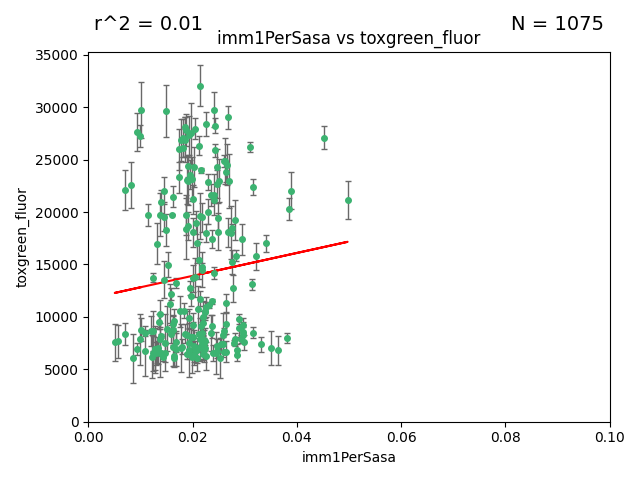 r^2 = 0.01
N = 1075
imm1PerSasa vs toxgreen_fluor
35000
30000
25000
20000
15000
10000
5000
0
toxgreen_fluor
0.00
0.02
0.04
0.06
0.08
0.10
imm1PerSasa